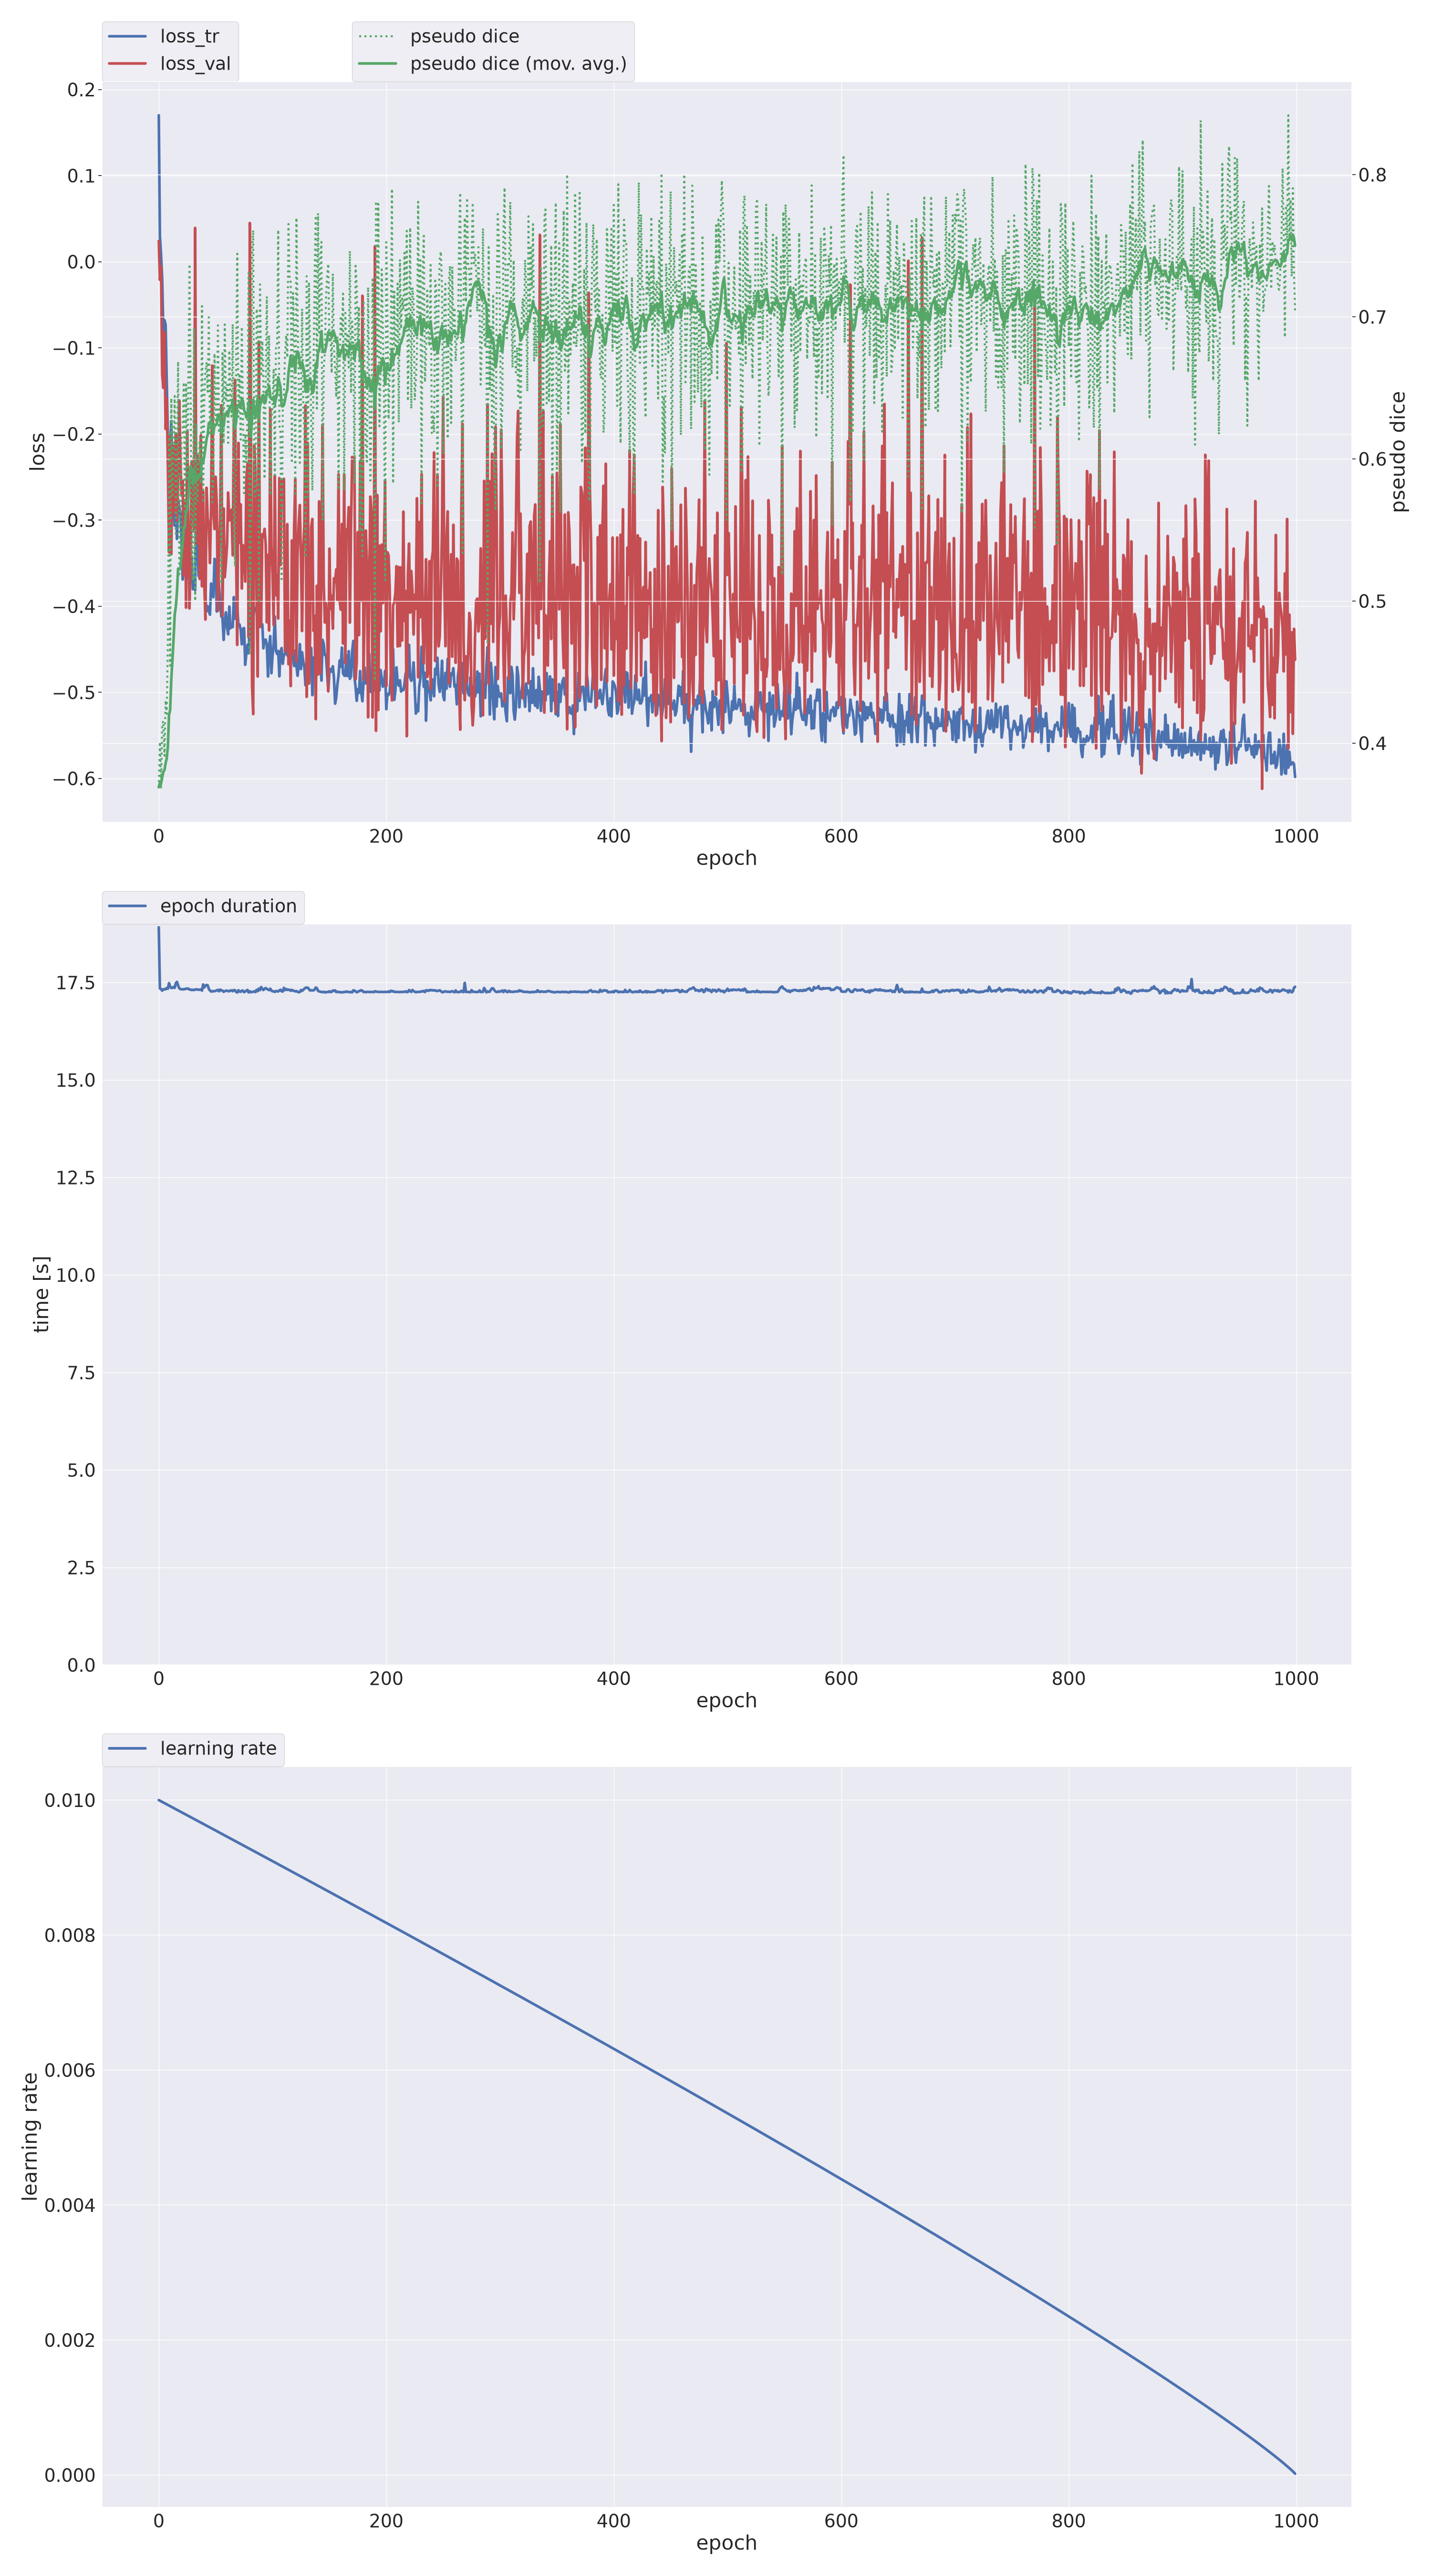 loss_tr
loss_val
pseudo dice
pseudo dice (mov. avg.)
0.2
0.1
0.0
−0.1
−0.2
−0.3
−0.4
−0.5
−0.6
loss
0.8
0.7
0.6
0.5
0.4
pseudo dice
0 200 400 600 800 1000
epoch
epoch duration
17.5
15.0
12.5
10.0
7.5
5.0
2.5
0.0
time [s]
0 200 400 600 800 1000
epoch
learning rate
0.010
0.008
0.006
0.004
0.002
0.000
learning rate
0 200 400 600 800 1000
epoch